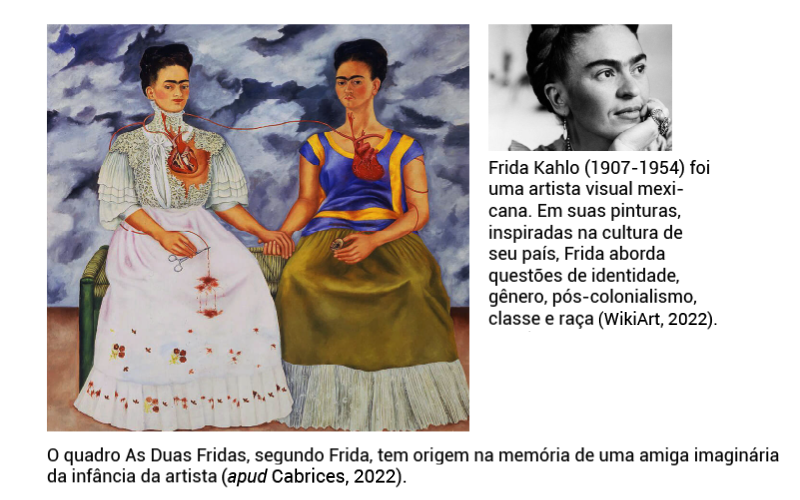 Frida Kahlo (1907-1954) foi
uma artista visual mexi-
cana. Em suas pinturas,
inspiradas na cultura de
seu país, Frida aborda
questões de identidade,
gênero, pós-colonialismo,
classe e raça (WikiArt, 2022).
O quadro As Duas Fridas, segundo Frida, tem origem na memória de uma amiga imaginária
da infância da artista (apud Cabrices, 2022).